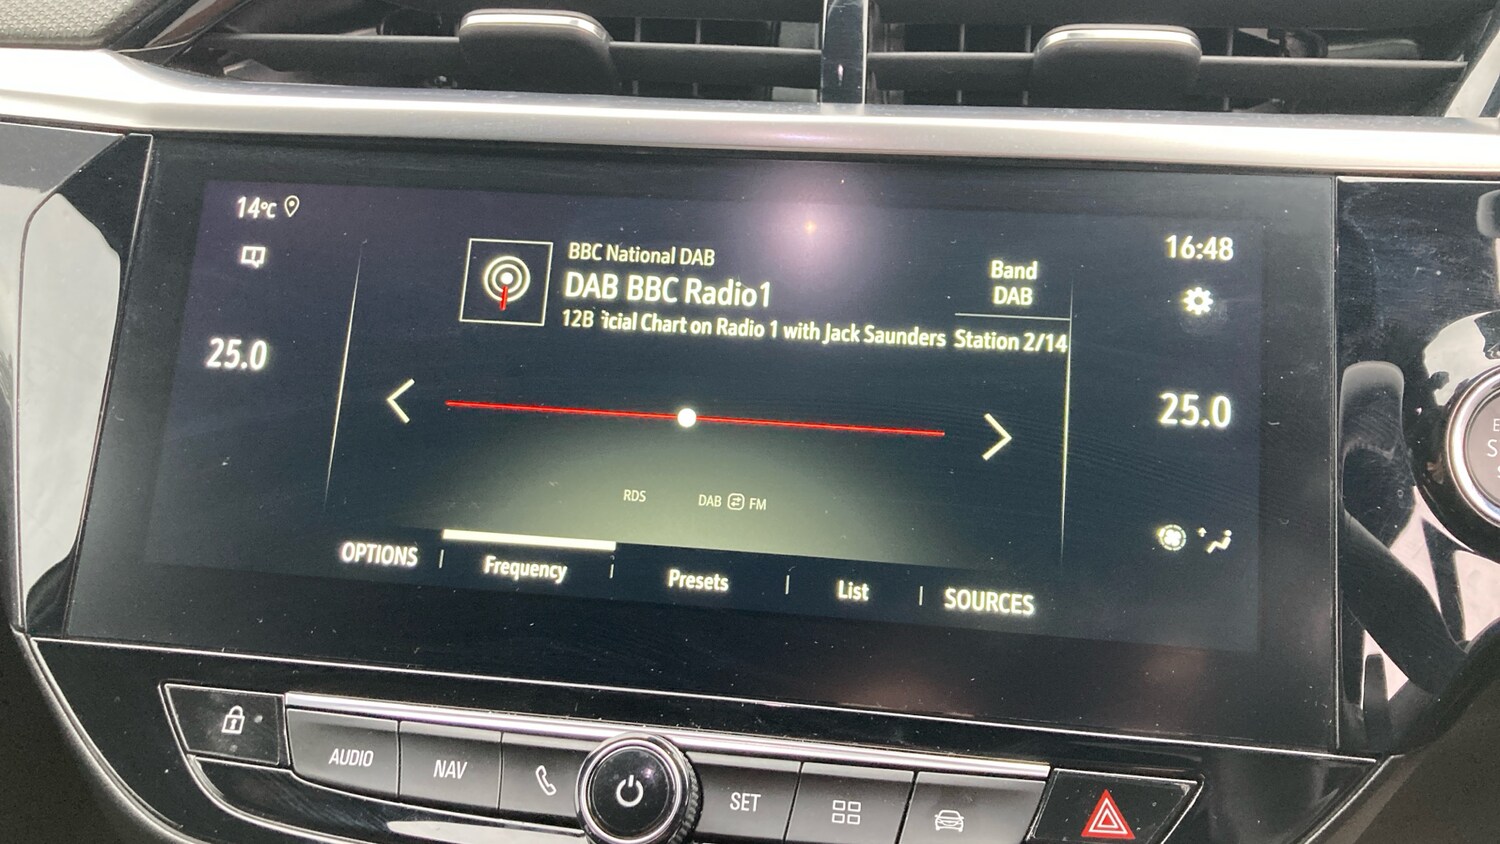 14°C
16:48
BBC National DAB
DAB BBC Radio1
12B icial Chart on Radio 1 with Jack Saunders
Band
DAB
Station 2/14
25.0
25.0
RDS
DAB FM
OPTIONS
Frequency
Presets
List
SOURCES
AUDIO
NAV
SET